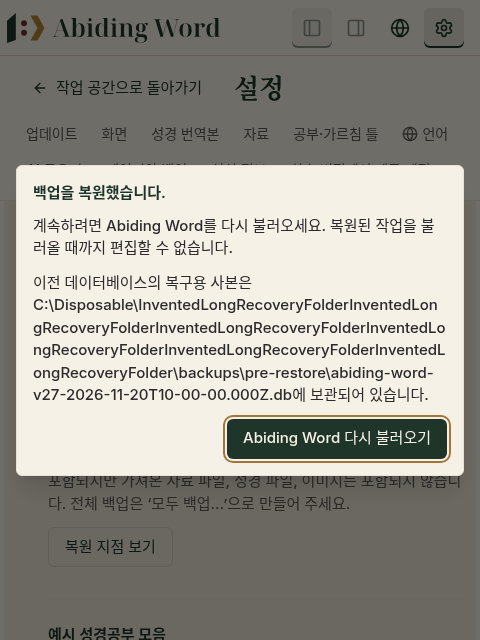 Abiding Word
작업 공간으로 돌아가기
설정
업데이트 화면 성경 번역본 자료 공부·가르침 틀 언어
백업을 복원했습니다.
계속하려면 Abiding Word를 다시 불러오세요. 복원된 작업을 불
러올 때까지 편집할 수 없습니다.
이전 데이터베이스의 복구용 사본은
C:\Disposable\InventedLongRecoveryFolderInventedLon
gRecoveryFolderInventedLongRecoveryFolderInventedLo
ngRecoveryFolderInventedLongRecoveryFolderInventedL
ongRecoveryFolder\backups\pre-restore\abiding-word-
v27-2026-11-20T10-00-00.000Z.db에 보관되어 있습니다.
Abiding Word 다시 불러오기
포함되지만 가져온 자료 파일, 성경 파일, 이미지는 포함되지 않습니
다. 전체 백업은 ‘모두 백업...’으로 만들어 주세요.
복원 지점 보기
예시 성경공부 모음